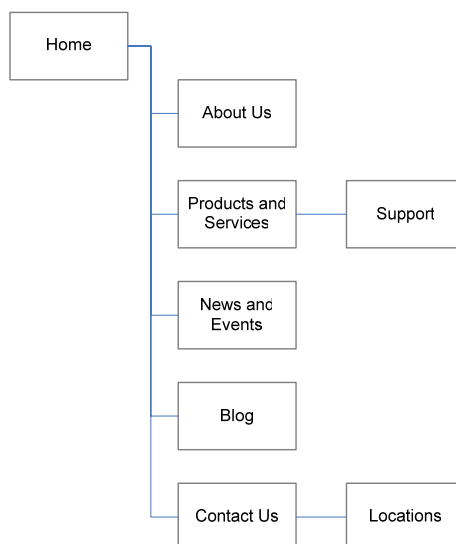 Home
About Us
Products and
Services
Support
News and
Events
Blog
Contact Us
Locations